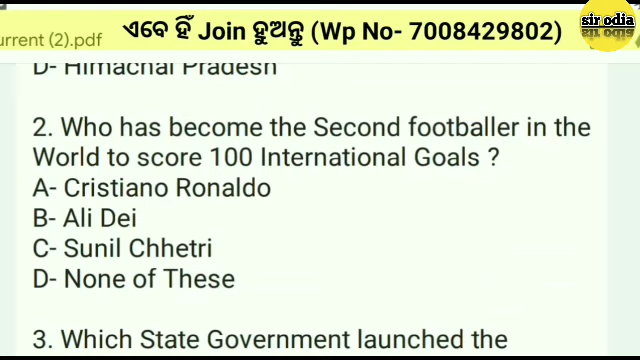 ଏବେ ହିଁ Join ହୁଅନ୍ତୁ (Wp No- 7008429802)
sir odia
urrent (2).pdf
D- Himachal Pradesh
2. Who has become the Second footballer in the
World to score 100 International Goals ?
A- Cristiano Ronaldo
B- Ali Dei
C- Sunil Chhetri
D- None of These
3. Which State Government launched the